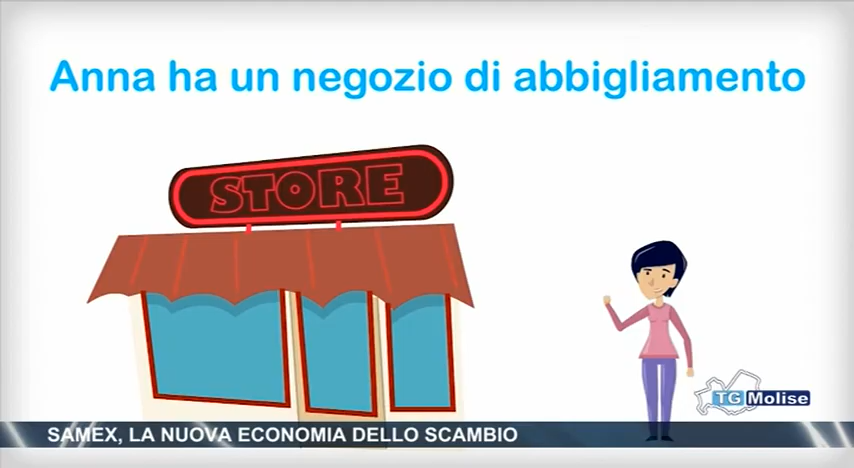 Anna ha un negozio di abbigliamento
STORE
TG Molise
SAMEX, LA NUOVA ECONOMIA DELLO SCAMBIO